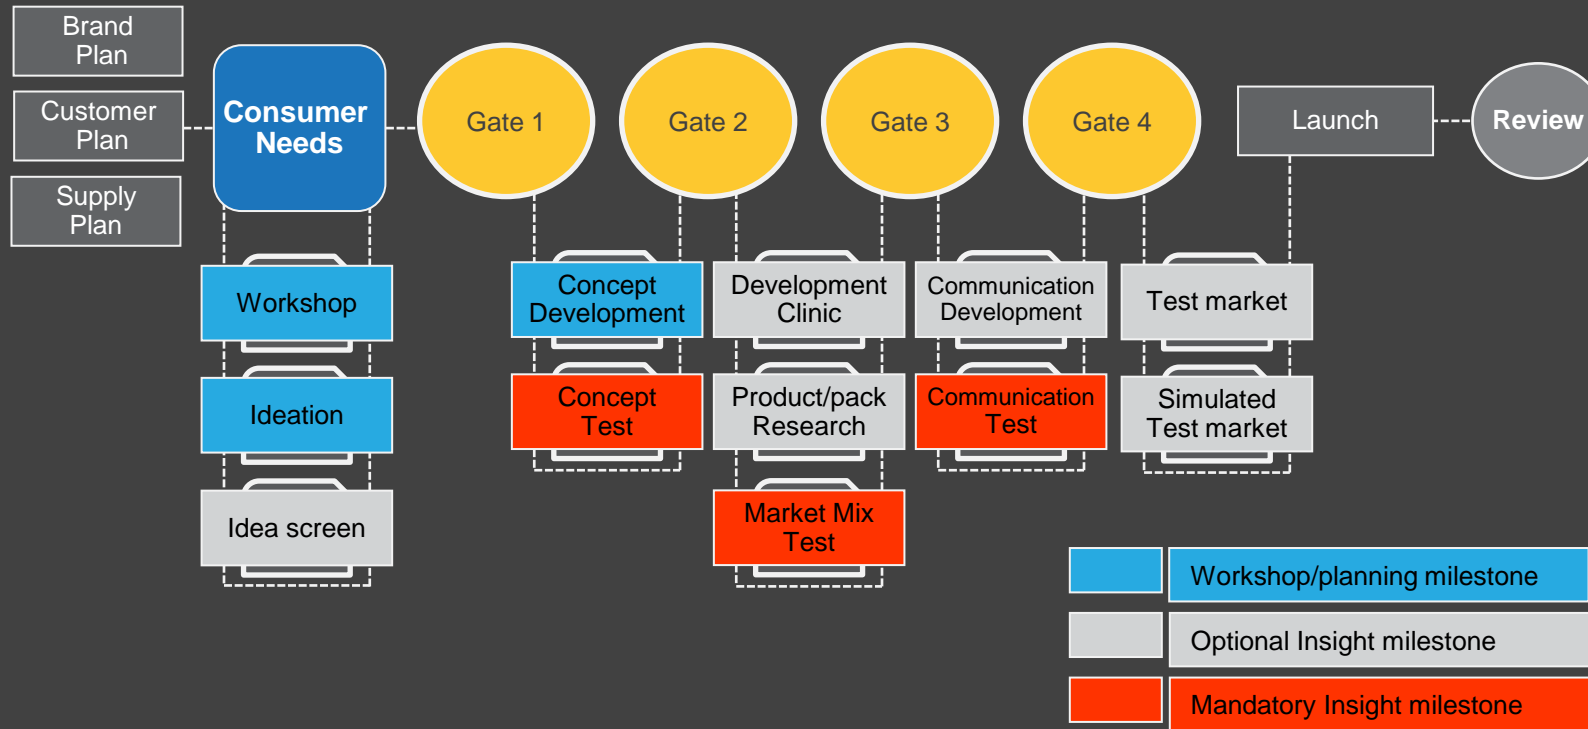 Brand
Plan
Customer
Plan
Supply
Plan
Consumer
Needs
Gate 1
Gate 2
Gate 3
Gate 4
Launch
Review
Workshop
Ideation
Idea screen
Concept
Development
Concept
Test
Development
Clinic
Product/pack
Research
Market Mix
Test
Communication
Development
Communication
Test
Test market
Simulated
Test market
Workshop/planning milestone
Optional Insight milestone
Mandatory Insight milestone